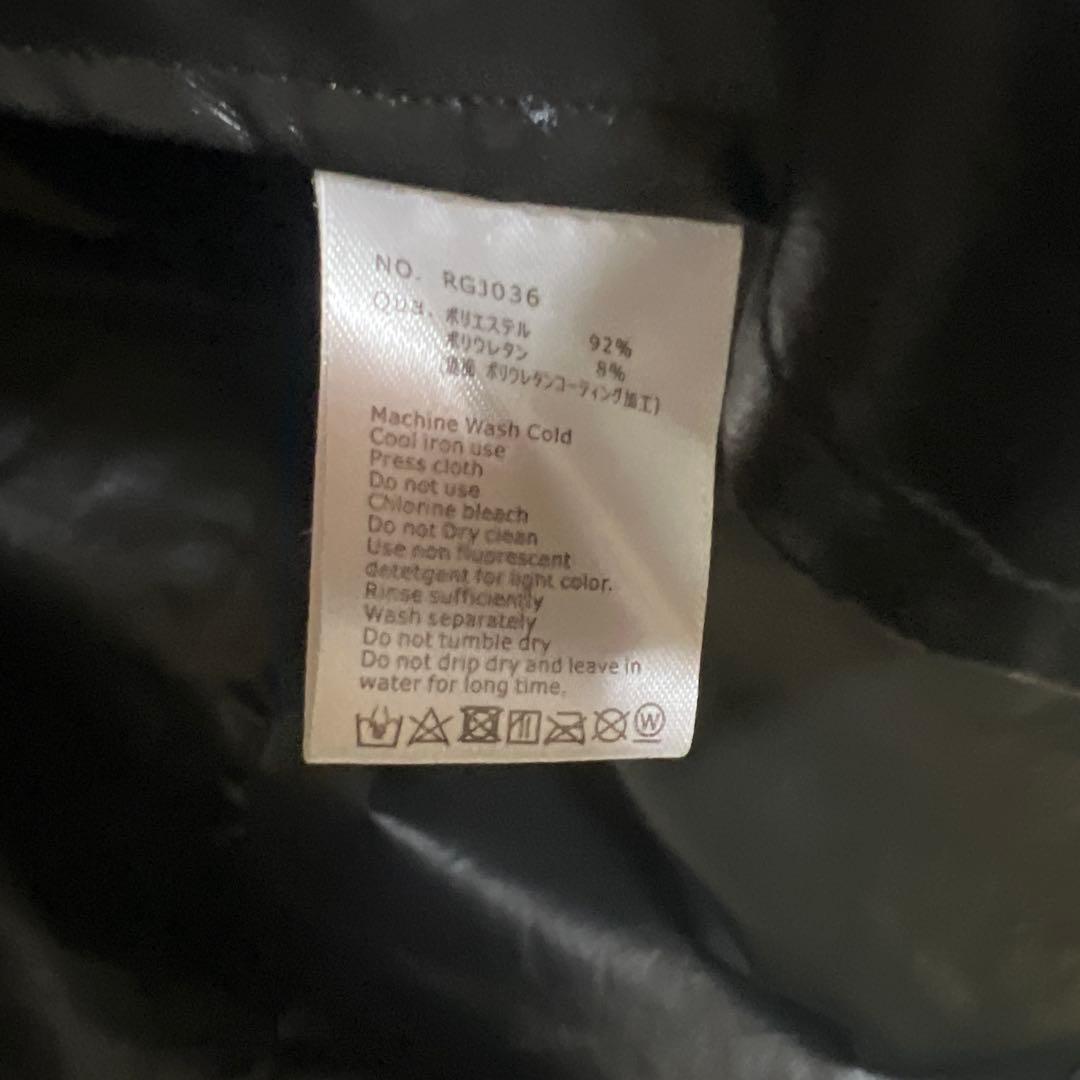 NO. RGJ036
Qua. ポリエステル 92%
ポリウレタン 8%
ポリウレタンコーティング加工)
Machine Wash Cold
Cool iron use
Press cloth
Do not use
Chlorine bleach
Do not Dry clean
Use non fluorescent
detetgent for light color.
Rinse sufficiently
Wash separately
Do not tumble dry
Do not drip dry and leave in
water for long time.
W